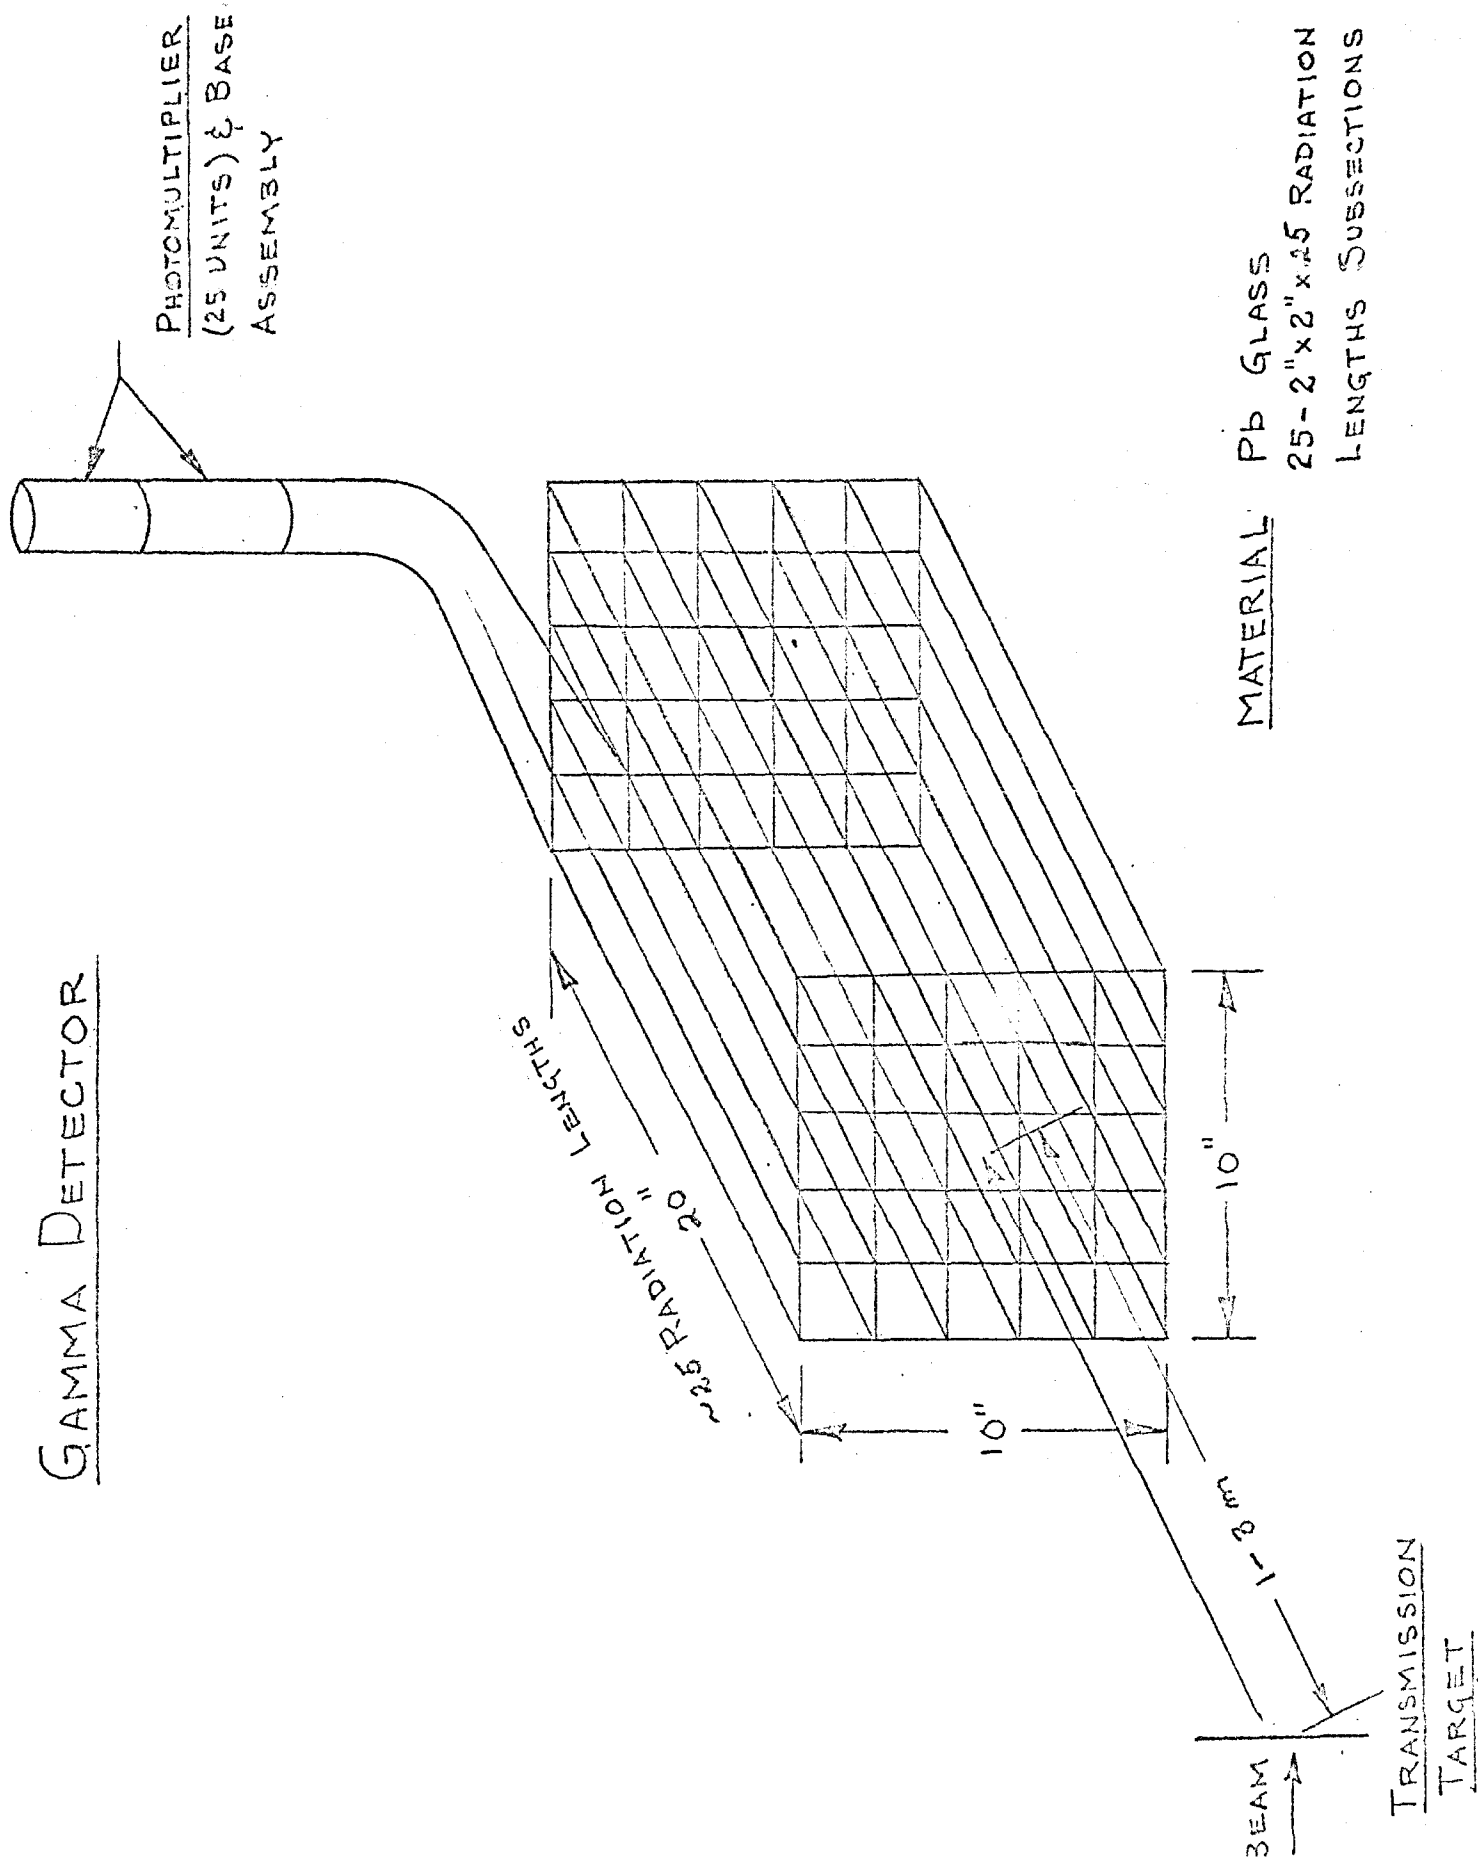 GAMMA DETECTOR
PHOTOMULTIPLIER
(25 UNITS) & BASE
ASSEMBLY
~25 RADIATION LENGTHS
20"
10"
10"
1-3 m
BEAM
TRANSMISSION
TARGET
MATERIAL Pb GLASS
25-2"x2"x25 RADIATION
LENGTHS SUBSECTIONS